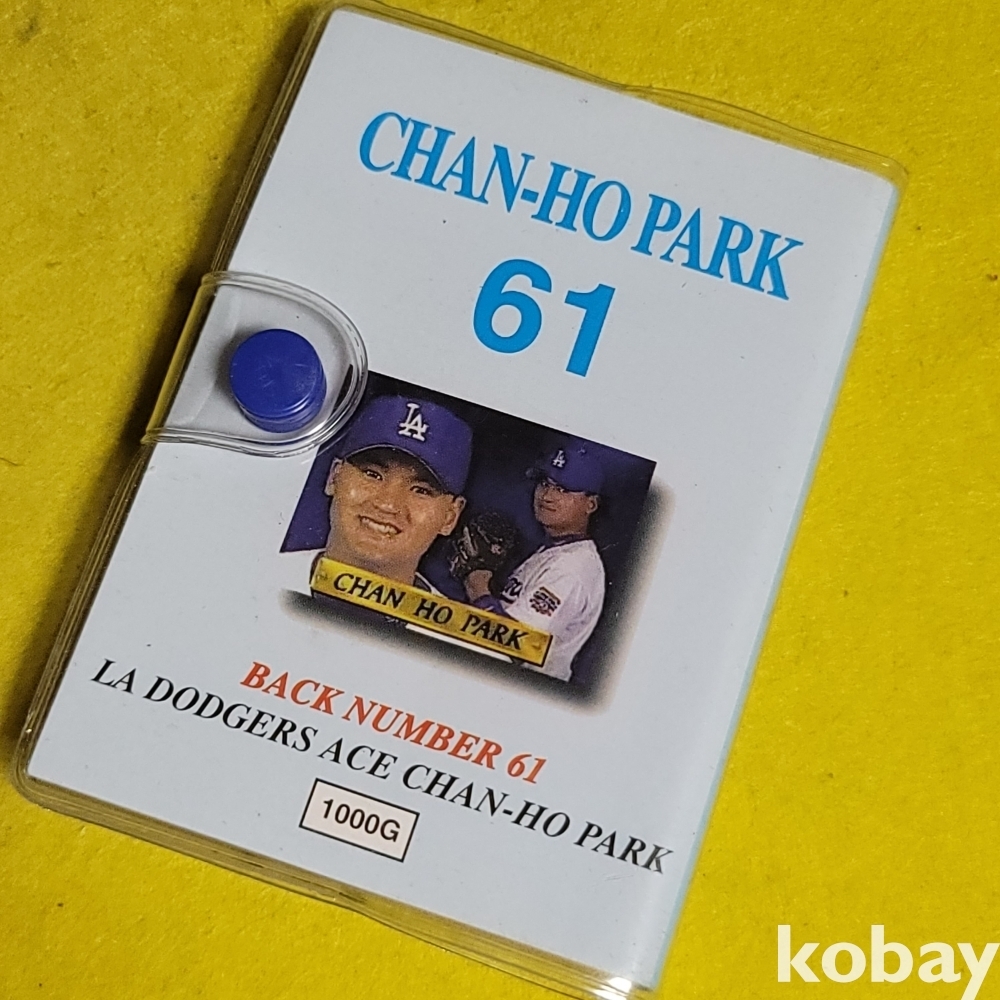 CHAN-HO PARK
61
LA
LA
CHAN HO PARK
BACK NUMBER 61
LA DODGERS ACE CHAN-HO PARK
1000G
kobay